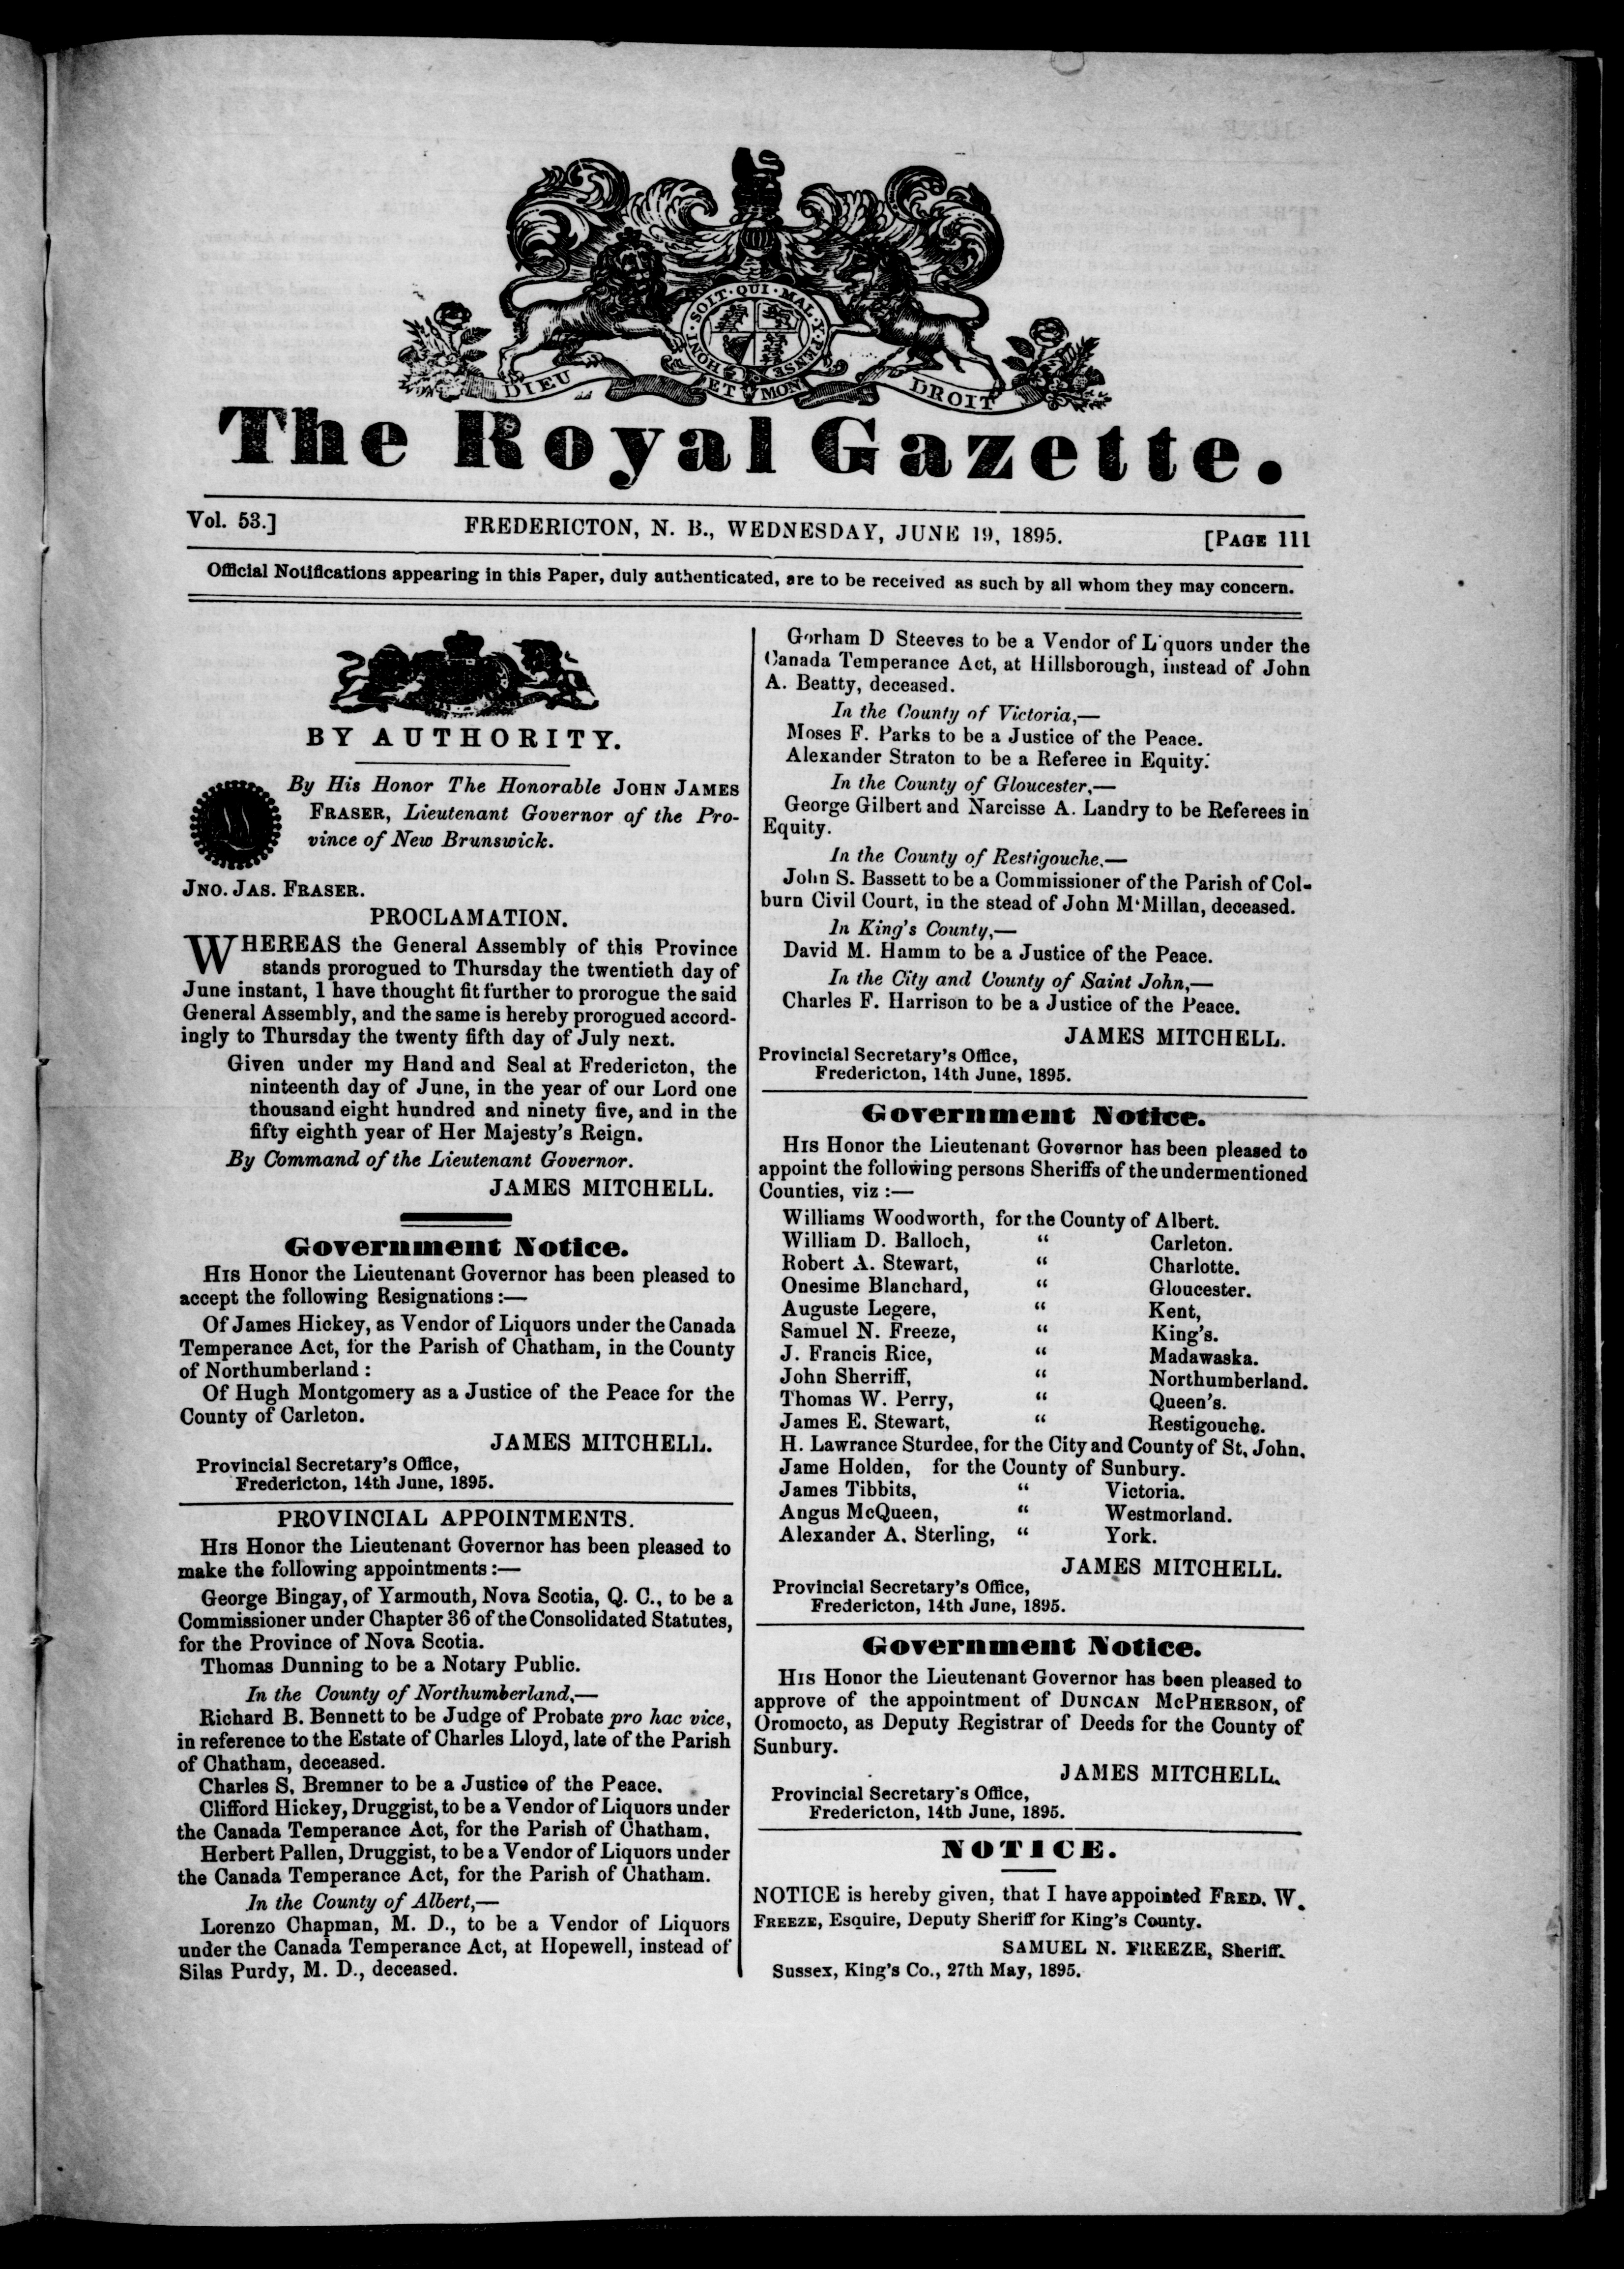 HONI · SOIT · QUI · MAL · Y · PENSE
DIEU ET MON DROIT
The Royal Gazette.
Vol. 53.] FREDERICTON, N. B., WEDNESDAY, JUNE 19, 1895. [PAGE 111
Official Notifications appearing in this Paper, duly authenticated, are to be received as such by all whom they may concern.
BY AUTHORITY.
By His Honor The Honorable JOHN JAMES
FRASER, Lieutenant Governor of the Pro-
vince of New Brunswick.
JNO. JAS. FRASER.
PROCLAMATION.
WHEREAS the General Assembly of this Province
stands prorogued to Thursday the twentieth day of
June instant, I have thought fit further to prorogue the said
General Assembly, and the same is hereby prorogued accord-
ingly to Thursday the twenty fifth day of July next.
Given under my Hand and Seal at Fredericton, the
ninteenth day of June, in the year of our Lord one
thousand eight hundred and ninety five, and in the
fifty eighth year of Her Majesty's Reign.
By Command of the Lieutenant Governor.
JAMES MITCHELL.
Government Notice.
HIS Honor the Lieutenant Governor has been pleased to
accept the following Resignations :—
Of James Hickey, as Vendor of Liquors under the Canada
Temperance Act, for the Parish of Chatham, in the County
of Northumberland :
Of Hugh Montgomery as a Justice of the Peace for the
County of Carleton.
JAMES MITCHELL.
Provincial Secretary's Office,
Fredericton, 14th June, 1895.
PROVINCIAL APPOINTMENTS.
HIS Honor the Lieutenant Governor has been pleased to
make the following appointments :—
George Bingay, of Yarmouth, Nova Scotia, Q. C., to be a
Commissioner under Chapter 36 of the Consolidated Statutes,
for the Province of Nova Scotia.
Thomas Dunning to be a Notary Public.
In the County of Northumberland,—
Richard B. Bennett to be Judge of Probate pro hac vice,
in reference to the Estate of Charles Lloyd, late of the Parish
of Chatham, deceased.
Charles S. Bremner to be a Justice of the Peace.
Clifford Hickey, Druggist, to be a Vendor of Liquors under
the Canada Temperance Act, for the Parish of Chatham.
Herbert Pallen, Druggist, to be a Vendor of Liquors under
the Canada Temperance Act, for the Parish of Chatham.
In the County of Albert,—
Lorenzo Chapman, M. D., to be a Vendor of Liquors
under the Canada Temperance Act, at Hopewell, instead of
Silas Purdy, M. D., deceased.
Gorham D Steeves to be a Vendor of L'quors under the
Canada Temperance Act, at Hillsborough, instead of John
A. Beatty, deceased.
In the County of Victoria,—
Moses F. Parks to be a Justice of the Peace.
Alexander Straton to be a Referee in Equity.
In the County of Gloucester,—
George Gilbert and Narcisse A. Landry to be Referees in
Equity.
In the County of Restigouche,—
John S. Bassett to be a Commissioner of the Parish of Col-
burn Civil Court, in the stead of John M'Millan, deceased.
In King's County,—
David M. Hamm to be a Justice of the Peace.
In the City and County of Saint John,—
Charles F. Harrison to be a Justice of the Peace.
JAMES MITCHELL.
Provincial Secretary's Office,
Fredericton, 14th June, 1895.
Government Notice.
HIS Honor the Lieutenant Governor has been pleased to
appoint the following persons Sheriffs of the undermentioned
Counties, viz :—
Williams Woodworth, for the County of Albert.
William D. Balloch, " Carleton.
Robert A. Stewart, " Charlotte.
Onesime Blanchard, " Gloucester.
Auguste Legere, " Kent,
Samuel N. Freeze, " King's.
J. Francis Rice, " Madawaska.
John Sherriff, " Northumberland.
Thomas W. Perry, " Queen's.
James E. Stewart, " Restigouche.
H. Lawrance Sturdee, for the City and County of St, John.
Jame Holden, for the County of Sunbury.
James Tibbits, " Victoria.
Angus McQueen, " Westmorland.
Alexander A. Sterling, " York.
JAMES MITCHELL.
Provincial Secretary's Office,
Fredericton, 14th June, 1895.
Government Notice.
HIS Honor the Lieutenant Governor has been pleased to
approve of the appointment of DUNCAN MCPHERSON, of
Oromocto, as Deputy Registrar of Deeds for the County of
Sunbury.
JAMES MITCHELL.
Provincial Secretary's Office,
Fredericton, 14th June, 1895.
NOTICE.
NOTICE is hereby given, that I have appointed FRED. W.
FREEZE, Esquire, Deputy Sheriff for King's County.
SAMUEL N. FREEZE, Sheriff.
Sussex, King's Co., 27th May, 1895.